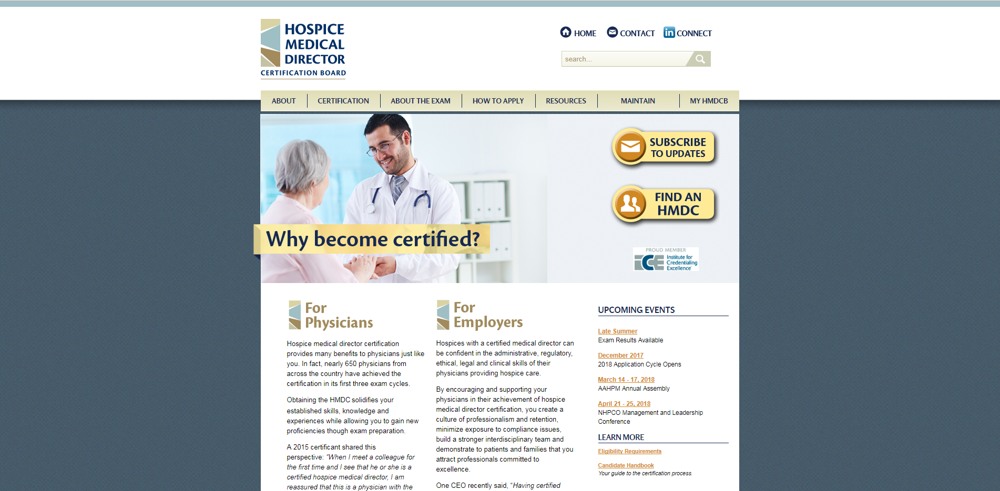 HOSPICE
MEDICAL
DIRECTOR
CERTIFICATION BOARD
HOME
CONTACT
in CONNECT
search...
ABOUT
CERTIFICATION
ABOUT THE EXAM
HOW TO APPLY
RESOURCES
MAINTAIN
MY HMDCB
SUBSCRIBE
TO UPDATES
FIND AN
HMDC
Why become certified?
PROUD MEMBER
iCE
Institute for
Credentialing
Excellence
For
Physicians
Hospice medical director certification
provides many benefits to physicians just like
you. In fact, nearly 650 physicians from
across the country have achieved the
certification in its first three exam cycles.
Obtaining the HMDC solidifies your
established skills, knowledge and
experiences while allowing you to gain new
proficiencies though exam preparation.
A 2015 certificant shared this
perspective: “When I meet a colleague for
the first time and I see that he or she is a
certified hospice medical director, I am
reassured that this is a physician with the
For
Employers
Hospices with a certified medical director can
be confident in the administrative, regulatory,
ethical, legal and clinical skills of their
physicians providing hospice care.
By encouraging and supporting your
physicians in their achievement of hospice
medical director certification, you create a
culture of professionalism and retention,
minimize exposure to compliance issues,
build a stronger interdisciplinary team and
demonstrate to patients and families that you
attract professionals committed to
excellence.
One CEO recently said, “Having certified
UPCOMING EVENTS
Late Summer
Exam Results Available
December 2017
2018 Application Cycle Opens
March 14 - 17, 2018
AAHPM Annual Assembly
April 21 - 25, 2018
NHPCO Management and Leadership
Conference
LEARN MORE
Eligibility Requirements
Candidate Handbook
Your guide to the certification process.